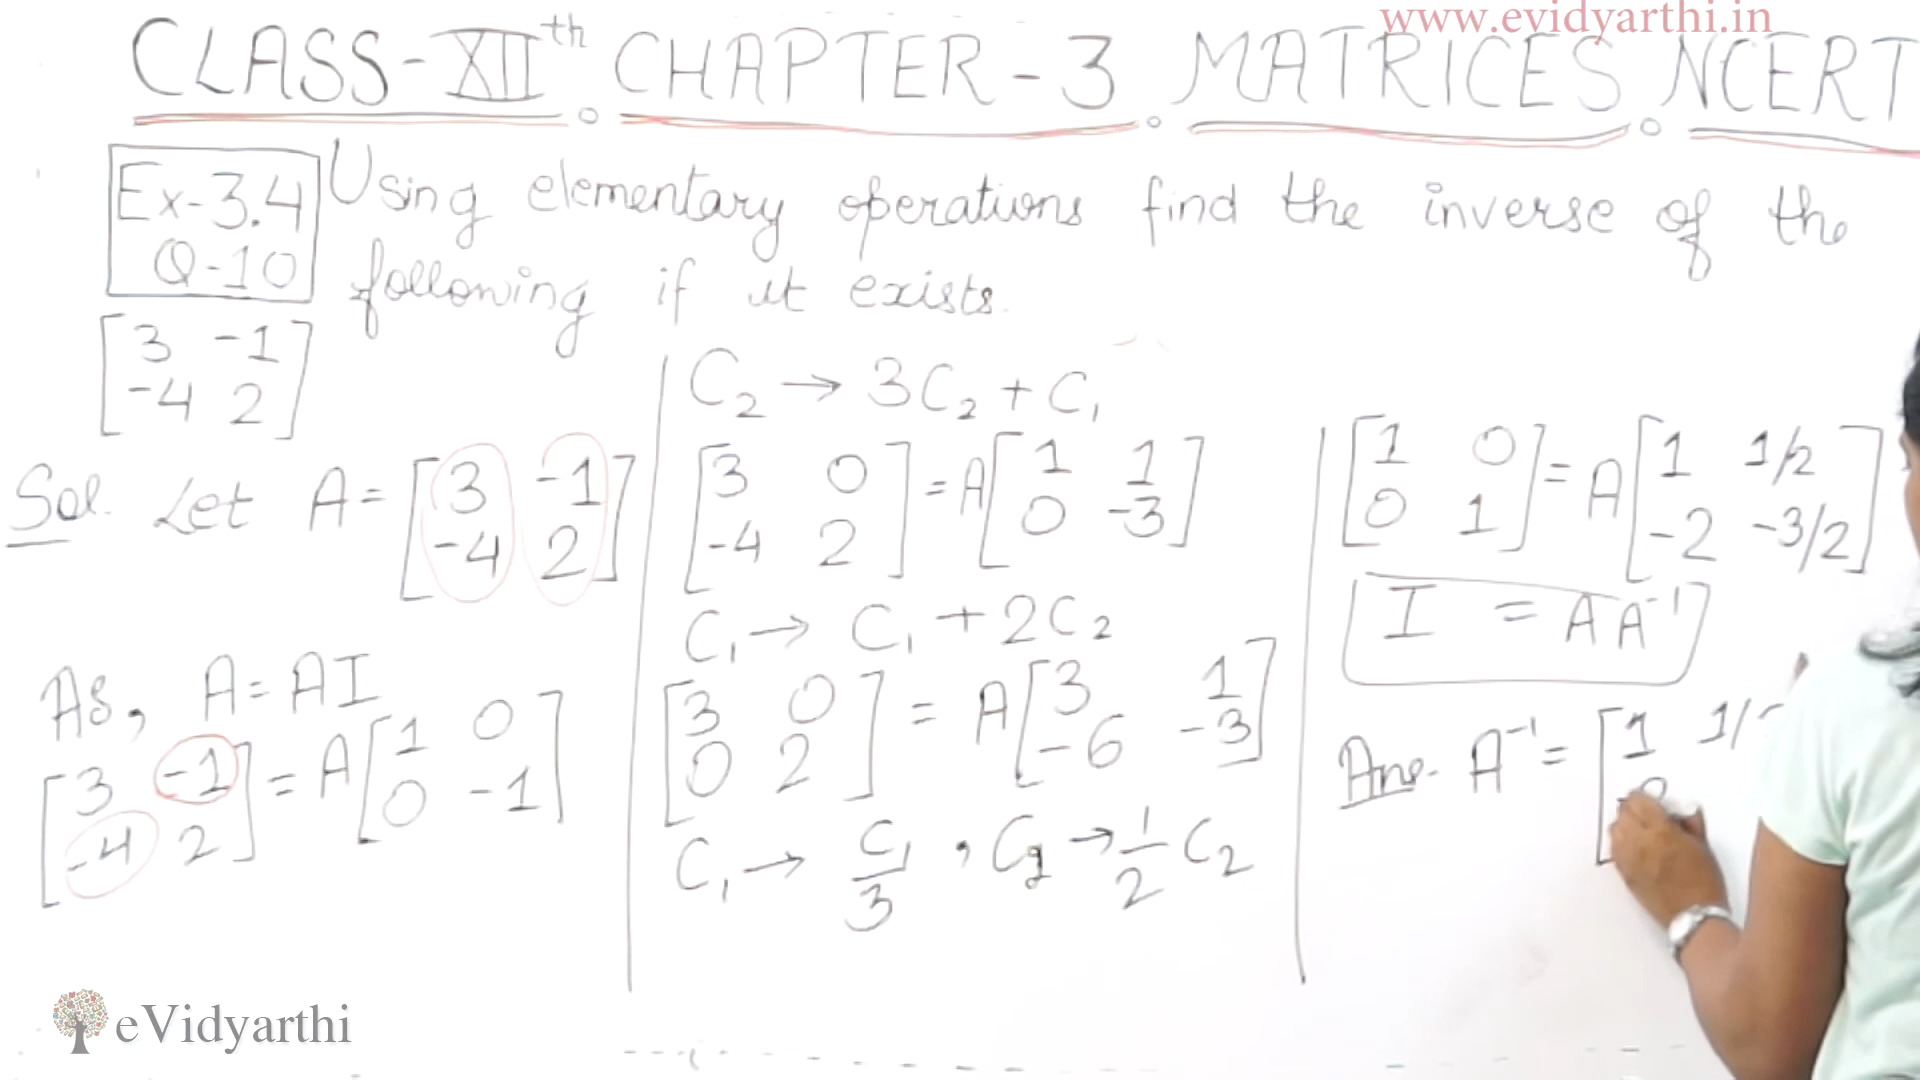 www.evidyarthi.in
CLASS-XIIth CHAPTER-3 MATRICES NCERT
Ex-3.4
Q-10
Using elementary operations find the inverse of the
following if it exists.
[3 -1
-4 2]
Sol. Let A = [3 -1
-4 2]
As, A = AI
[3 -1
-4 2] = A [1 0
0 -1]
C₂ → 3C₂ + C₁
[3 0
-4 2] = A [1 1
0 -3]
C₁ → C₁ + 2C₂
[3 0
0 2] = A [3 1
-6 -3]
C₁ → C₁/3 , C₂ → 1/2 C₂
[1 0
0 1] = A [1 1/2
-2 -3/2]
I = A A⁻¹
Ans. A⁻¹ = [1 1/
eVidyarthi